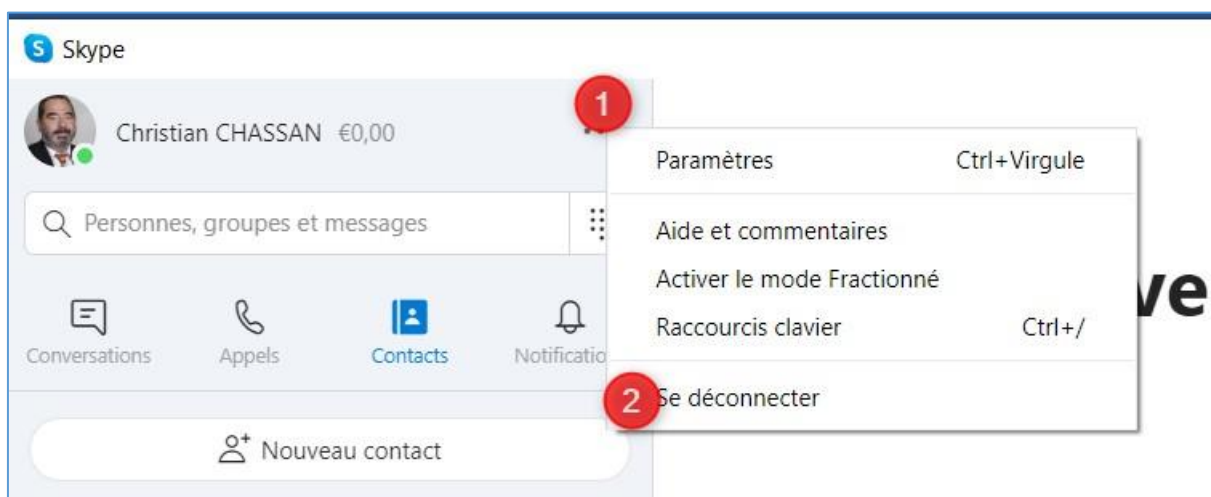 Skype
Christian CHASSAN €0,00
1
Paramètres Ctrl+Virgule
Personnes, groupes et messages
Aide et commentaires
Activer le mode Fractionné
Raccourcis clavier Ctrl+/
ve
Conversations Appels Contacts Notificatio
2 Se déconnecter
Nouveau contact